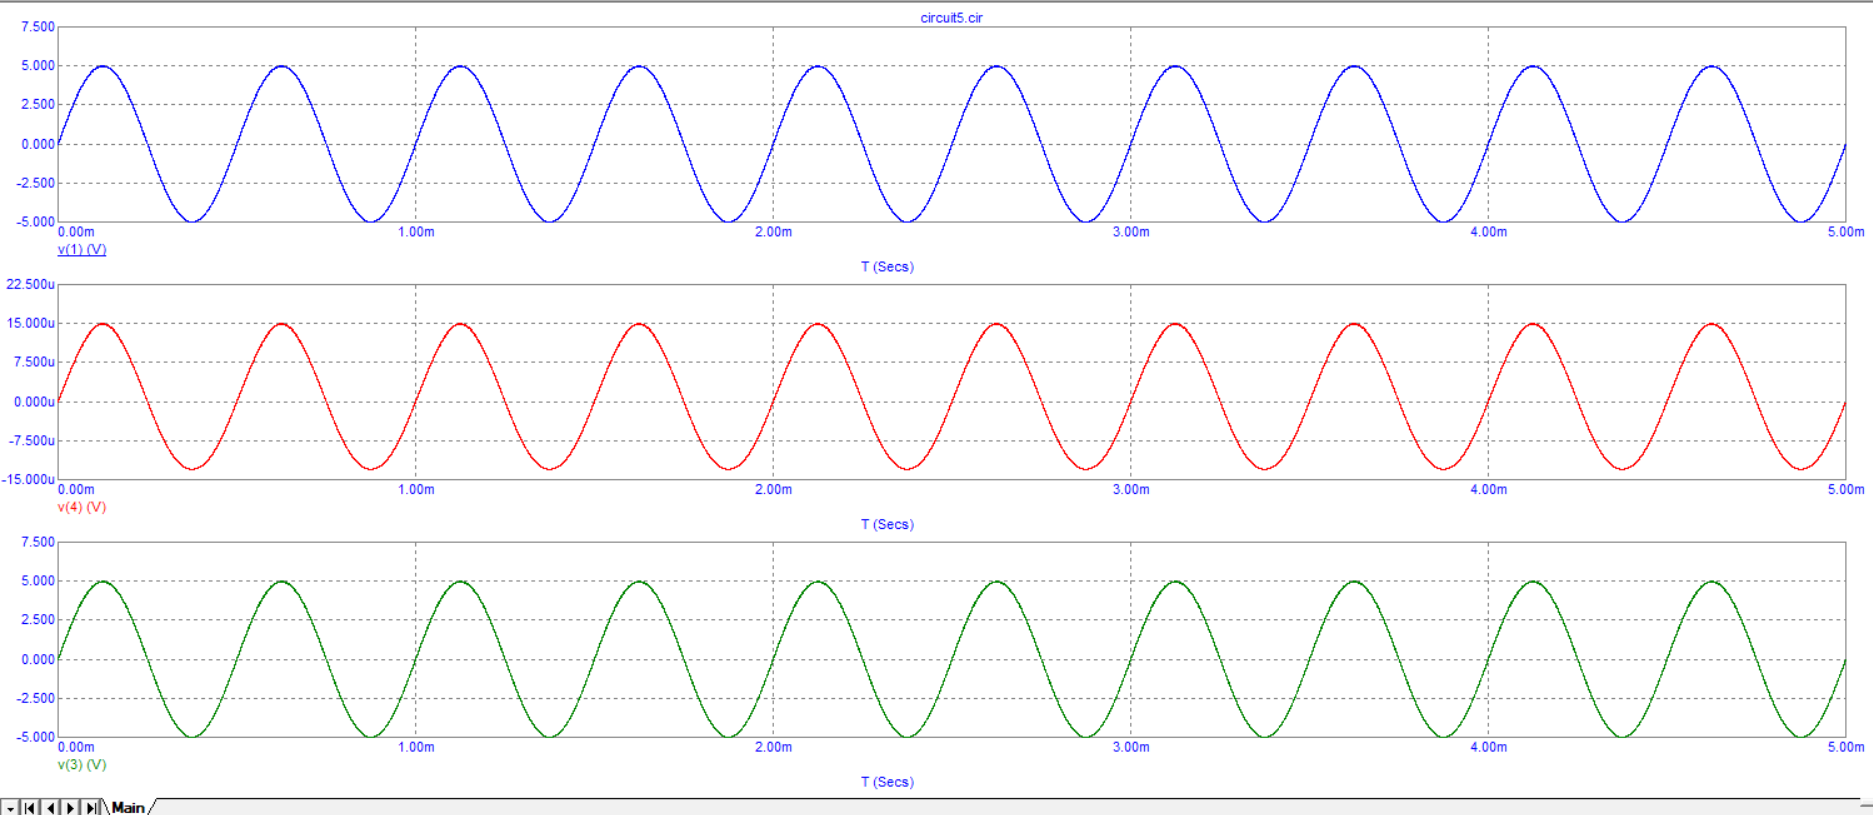 circuit5.cir
7.500
5.000
2.500
0.000
-2.500
-5.000
0.00m 1.00m 2.00m 3.00m 4.00m 5.00m
v(1) (V)
T (Secs)
22.500u
15.000u
7.500u
0.000u
-7.500u
-15.000u
0.00m 1.00m 2.00m 3.00m 4.00m 5.00m
v(4) (V)
T (Secs)
7.500
5.000
2.500
0.000
-2.500
-5.000
0.00m 1.00m 2.00m 3.00m 4.00m 5.00m
v(3) (V)
T (Secs)
Main